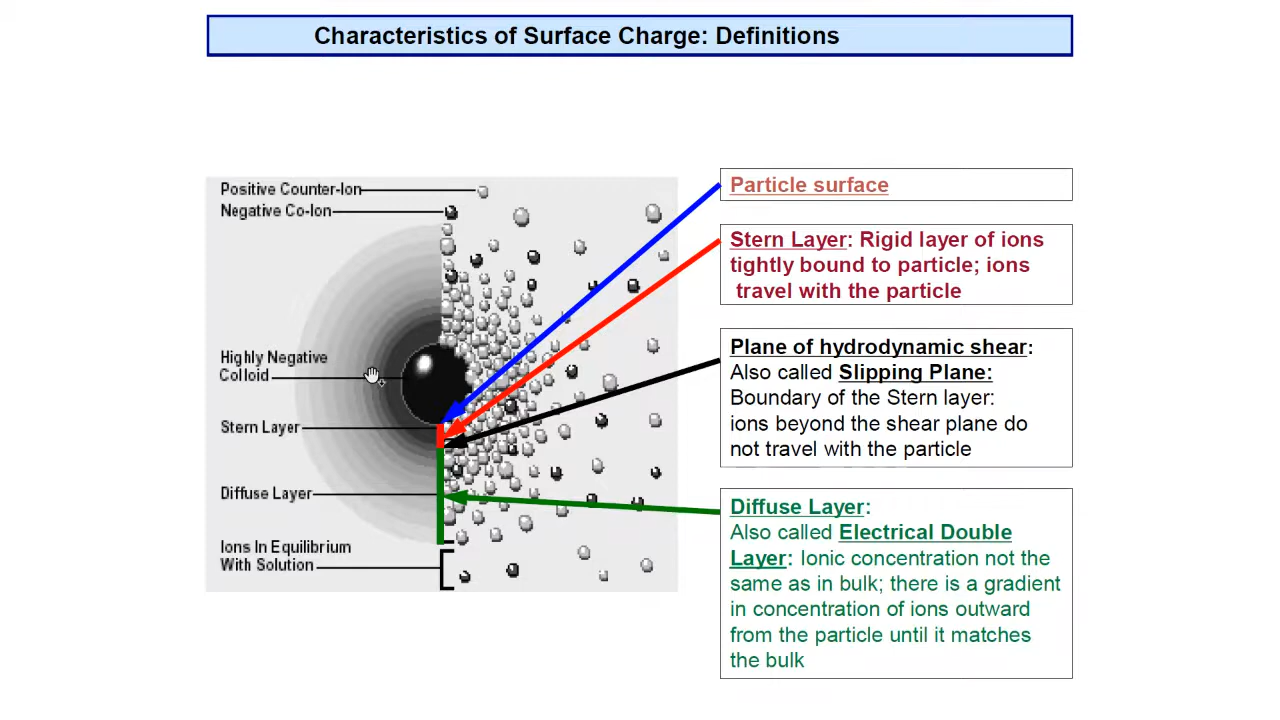 Characteristics of Surface Charge: Definitions
Positive Counter-Ion
Negative Co-Ion
Highly Negative
Colloid
Stern Layer
Diffuse Layer
Ions In Equilibrium
With Solution
Particle surface
Stern Layer: Rigid layer of ions
tightly bound to particle; ions
travel with the particle
Plane of hydrodynamic shear:
Also called Slipping Plane:
Boundary of the Stern layer:
ions beyond the shear plane do
not travel with the particle
Diffuse Layer:
Also called Electrical Double
Layer: Ionic concentration not the
same as in bulk; there is a gradient
in concentration of ions outward
from the particle until it matches
the bulk